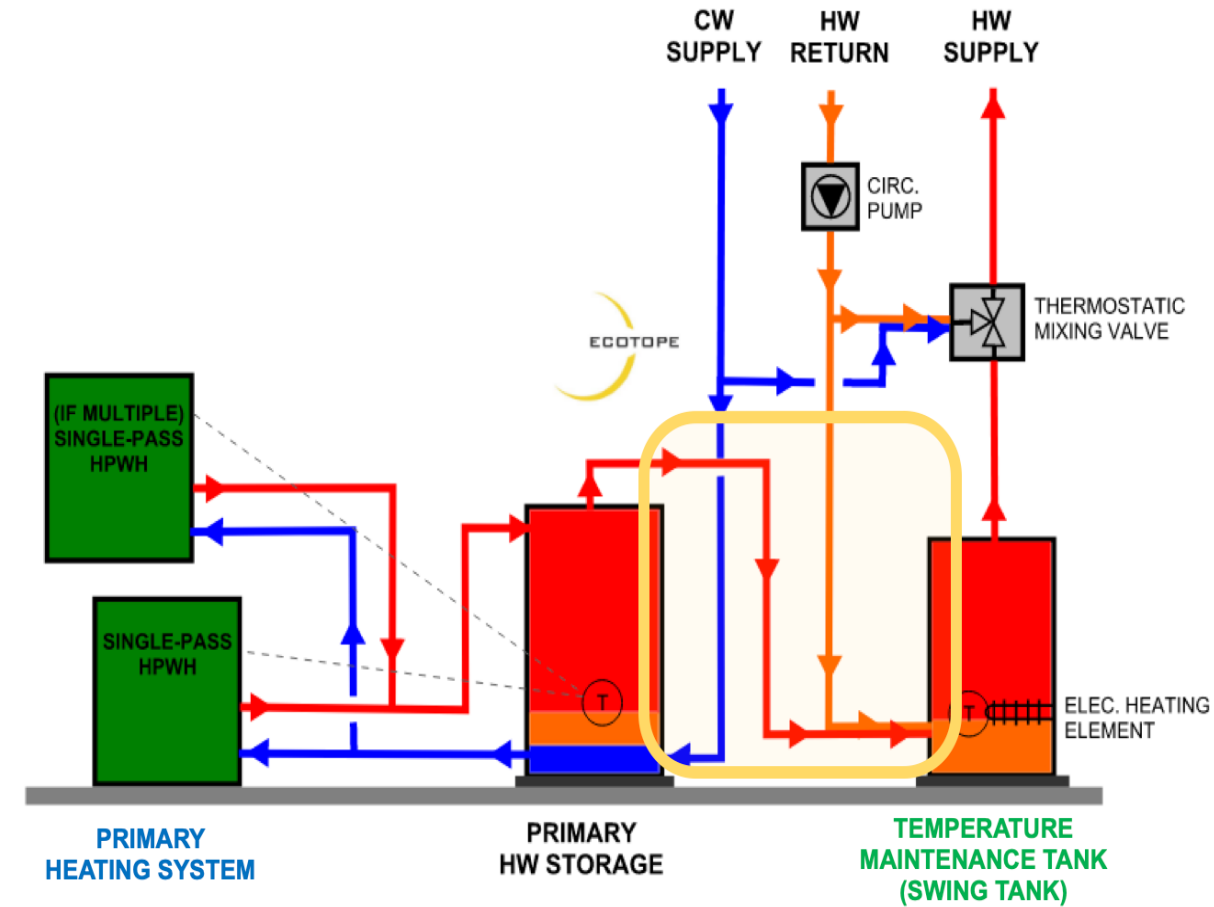 CW
SUPPLY
HW
RETURN
HW
SUPPLY
CIRC.
PUMP
THERMOSTATIC
MIXING VALVE
ECOTOPE
(IF MULTIPLE)
SINGLE-PASS
HPWH
SINGLE-PASS
HPWH
T
T
ELEC. HEATING
ELEMENT
PRIMARY
HEATING SYSTEM
PRIMARY
HW STORAGE
TEMPERATURE
MAINTENANCE TANK
(SWING TANK)